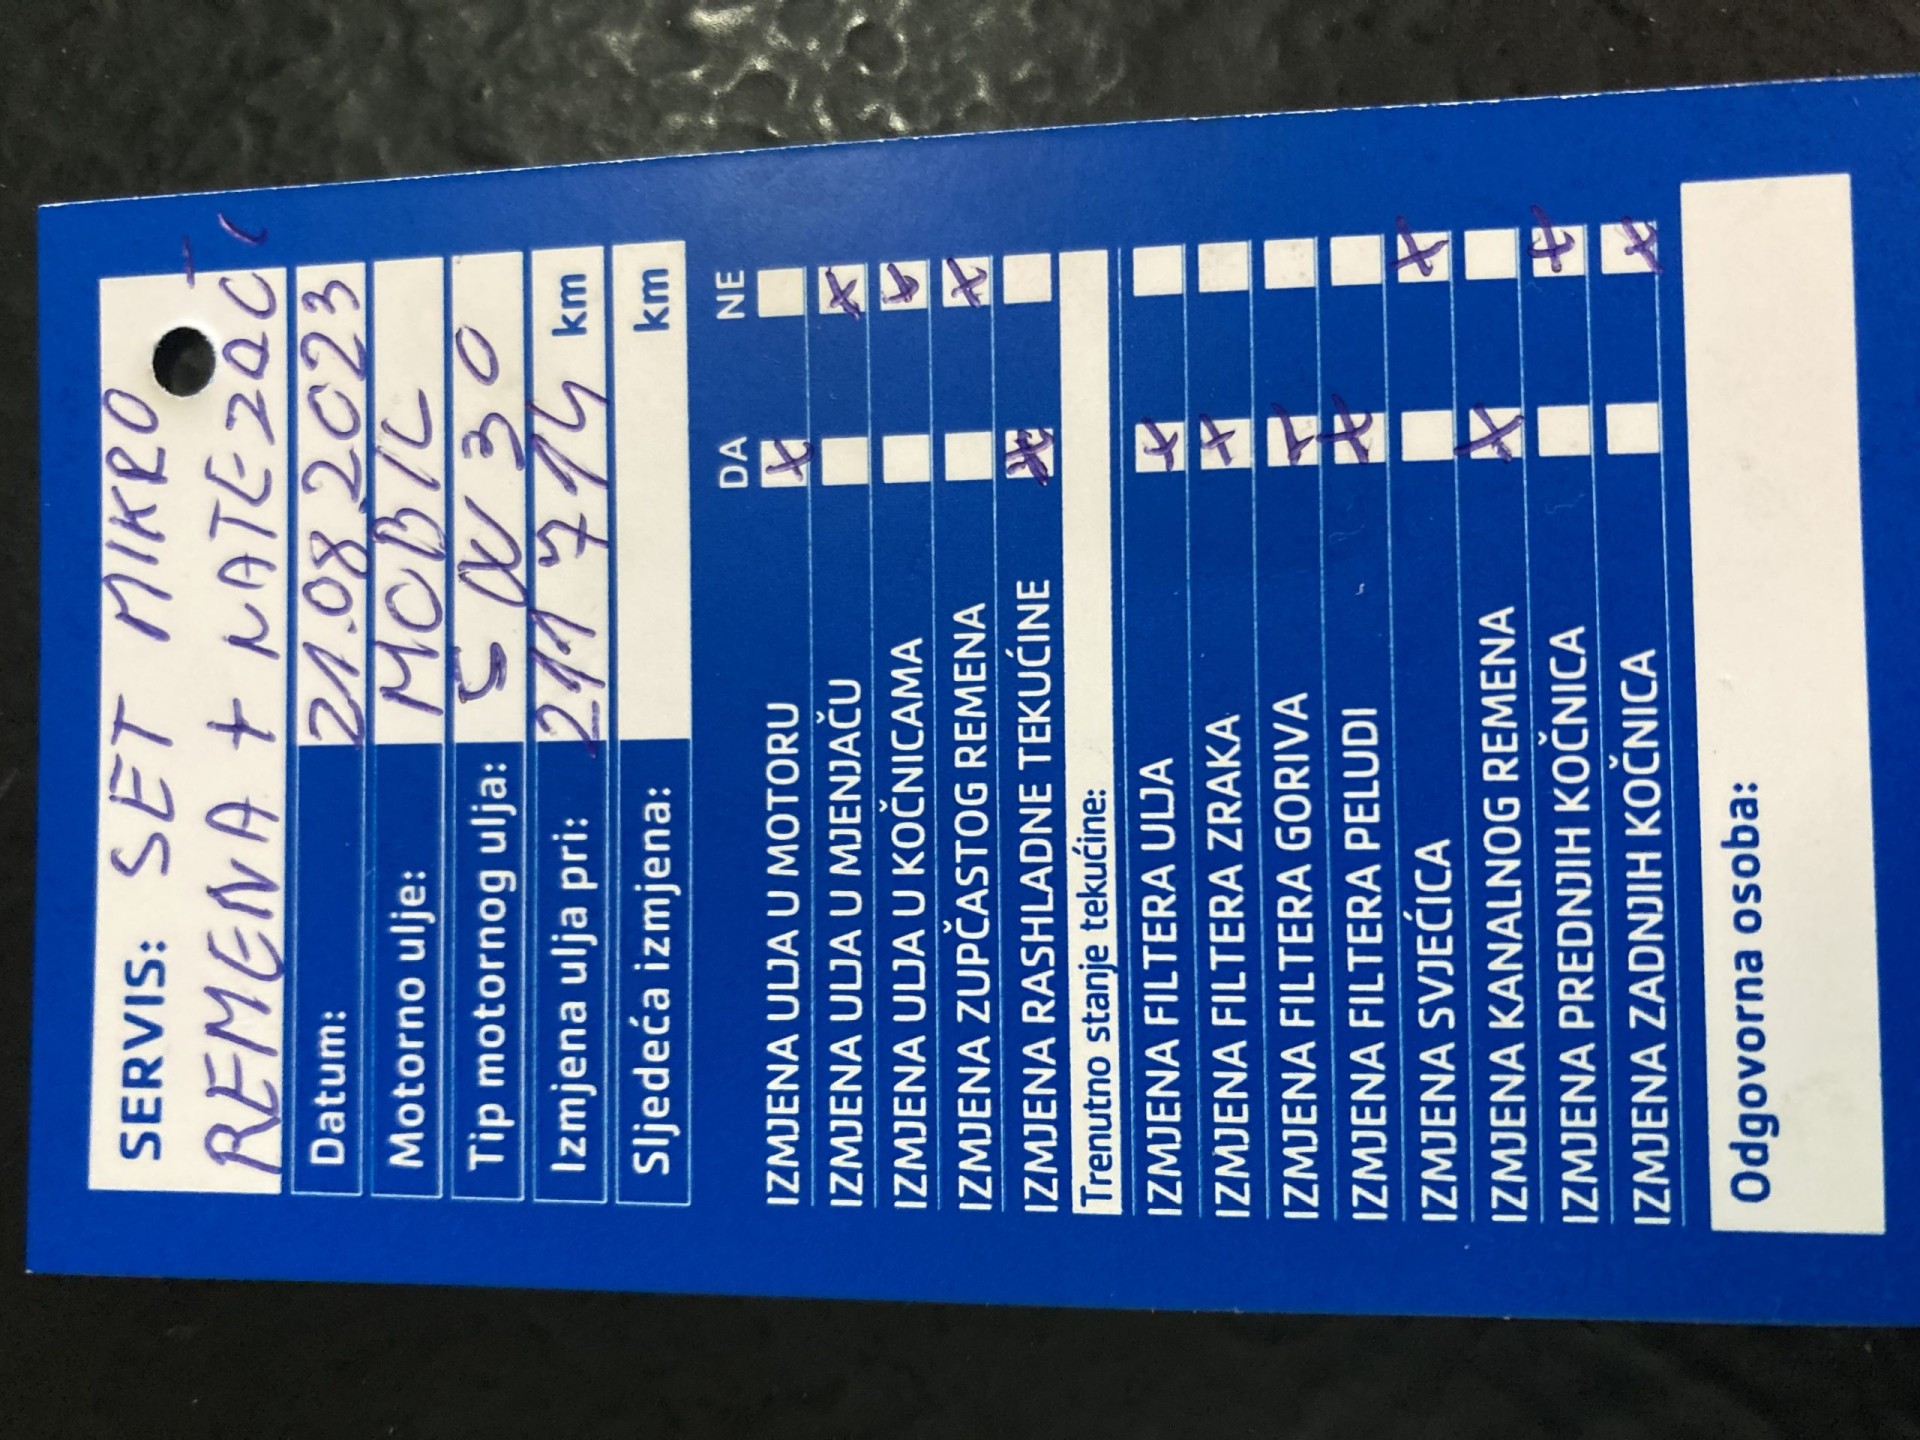 SERVIS: SET MIKRO
REMENA + NATEZAČI
Datum: 21.08.2023
Motorno ulje: MOBIL
Tip motornog ulja: 5W30
Izmjena ulja pri: 211 714 km
Sljedeća izmjena: km
DA NE
IZMJENA ULJA U MOTORU x
IZMJENA ULJA U MJENJAČU x
IZMJENA ULJA U KOČNICAMA x
IZMJENA ZUPČASTOG REMENA x
IZMJENA RASHLADNE TEKUĆINE x
Trenutno stanje tekućine:
IZMJENA FILTERA ULJA x
IZMJENA FILTERA ZRAKA x
IZMJENA FILTERA GORIVA x
IZMJENA FILTERA PELUDI x
IZMJENA SVJEĆICA x
IZMJENA KANALNOG REMENA x
IZMJENA PREDNJIH KOČNICA x
IZMJENA ZADNJIH KOČNICA x
Odgovorna osoba: